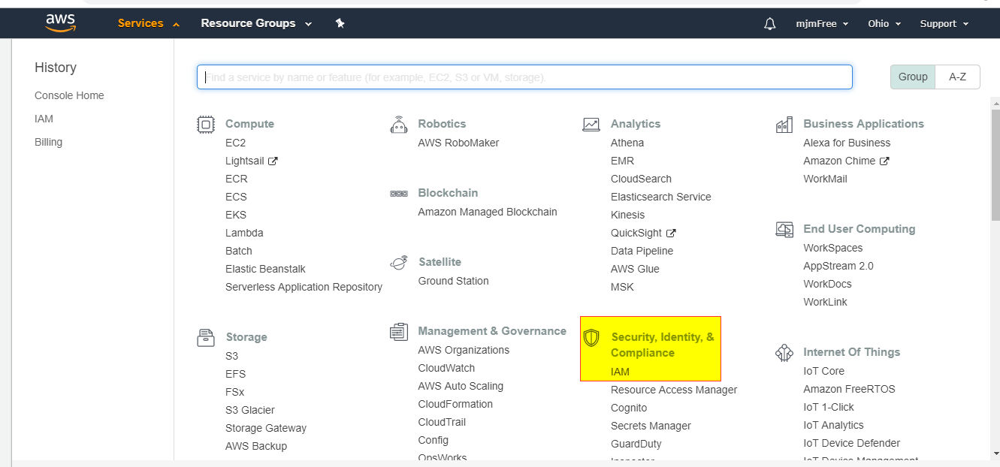 aws
Services
Resource Groups
mjmFree
Ohio
Support
History
Console Home
IAM
Billing
Find a service by name or feature (for example, EC2, S3 or VM, storage).
Group
A-Z
Compute
EC2
Lightsail
ECR
ECS
EKS
Lambda
Batch
Elastic Beanstalk
Serverless Application Repository
Storage
S3
EFS
FSx
S3 Glacier
Storage Gateway
AWS Backup
Robotics
AWS RoboMaker
Blockchain
Amazon Managed Blockchain
Satellite
Ground Station
Management & Governance
AWS Organizations
CloudWatch
AWS Auto Scaling
CloudFormation
CloudTrail
Config
OpsWorks
Analytics
Athena
EMR
CloudSearch
Elasticsearch Service
Kinesis
QuickSight
Data Pipeline
AWS Glue
MSK
Security, Identity, &
Compliance
IAM
Resource Access Manager
Cognito
Secrets Manager
GuardDuty
Inspector
Business Applications
Alexa for Business
Amazon Chime
WorkMail
End User Computing
WorkSpaces
AppStream 2.0
WorkDocs
WorkLink
Internet Of Things
IoT Core
Amazon FreeRTOS
IoT 1-Click
IoT Analytics
IoT Device Defender
IoT Device Management